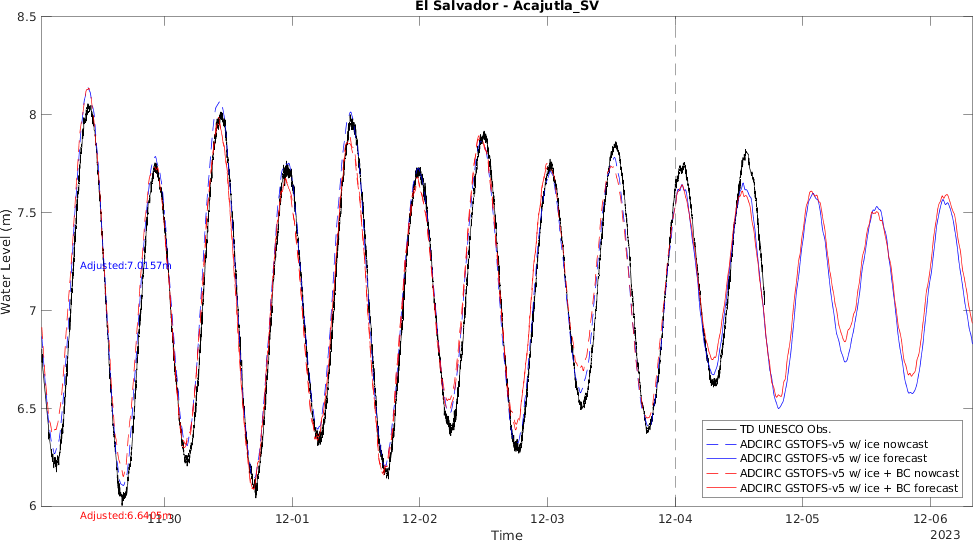 El Salvador - Acajutla_SV
8.5
8
7.5
7
6.5
6
Water Level (m)
Adjusted:7.0157m
Adjusted:6.6405m
11-30
12-01
12-02
12-03
12-04
12-05
12-06
Time
2023
TD UNESCO Obs.
ADCIRC GSTOFS-v5 w/ ice nowcast
ADCIRC GSTOFS-v5 w/ ice forecast
ADCIRC GSTOFS-v5 w/ ice + BC nowcast
ADCIRC GSTOFS-v5 w/ ice + BC forecast